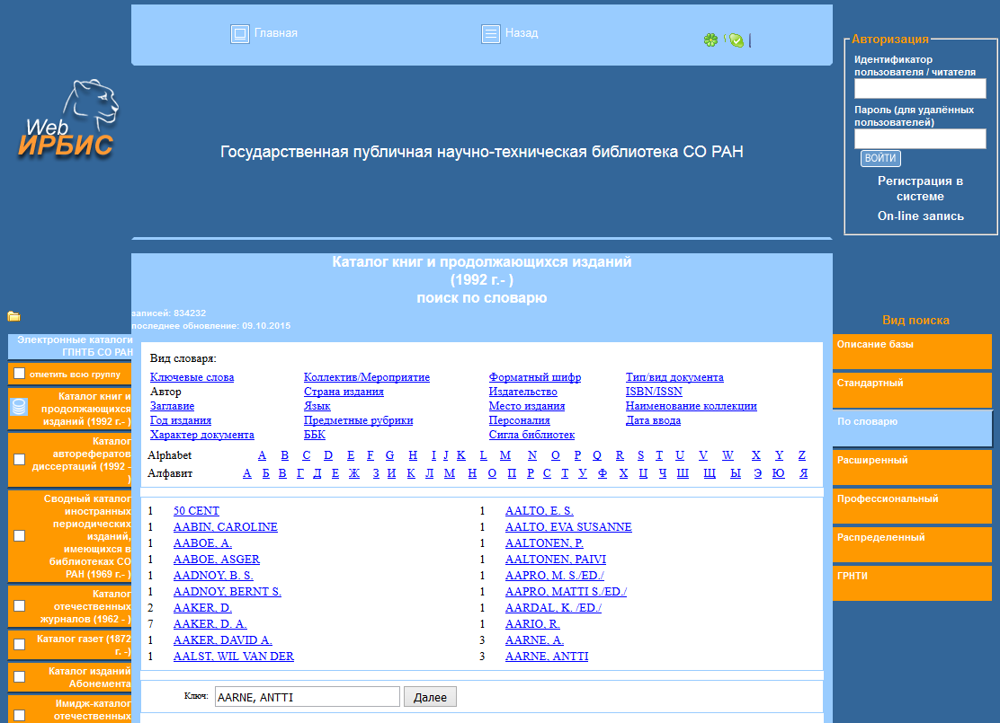 Главная
Назад
Web
ИРБИС
Государственная публичная научно-техническая библиотека СО РАН
Авторизация
Идентификатор
пользователя / читателя
Пароль (для удалённых
пользователей)
ВОЙТИ
Регистрация в
системе
On-line запись
Электронные каталоги
ГПНТБ СО РАН
отметить всю группу
Каталог книг и
продолжающихся
изданий (1992 г.- )
Каталог
авторефератов
диссертаций (1992 -
)
Сводный каталог
иностранных
периодических
изданий,
имеющихся в
библиотеках СО
РАН (1969 г.- )
Каталог
отечественных
журналов (1962 - )
Каталог газет (1872
г. -)
Каталог изданий
Абонемента
Имидж-каталог
отечественных
Каталог книг и продолжающихся изданий
(1992 г.- )
поиск по словарю
записей: 834232
последнее обновление: 09.10.2015
Вид словаря:
Ключевые слова Коллектив/Мероприятие Форматный шифр Тип/вид документа
Автор Страна издания Издательство ISBN/ISSN
Заглавие Язык Место издания Наименование коллекции
Год издания Предметные рубрики Персоналия Дата ввода
Характер документа ББК Сигла библиотек
Alphabet A B C D E F G H I J K L M N O P Q R S T U V W X Y Z
Алфавит А Б В Г Д Е Ж З И К Л М Н О П Р С Т У Ф Х Ц Ч Ш Щ Ы Э Ю Я
1 50 CENT 1 AALTO, E. S.
1 AABIN, CAROLINE 1 AALTO, EVA SUSANNE
1 AABOE, A. 1 AALTONEN, P.
1 AABOE, ASGER 1 AALTONEN, PAIVI
1 AADNOY, B. S. 1 AAPRO, M. S./ED./
1 AADNOY, BERNT S. 1 AAPRO, MATTI S./ED./
2 AAKER, D. 1 AARDAL, K. /ED./
7 AAKER, D. A. 1 AARIO, R.
1 AAKER, DAVID A. 3 AARNE, A.
1 AALST, WIL VAN DER 3 AARNE, ANTTI
Ключ: AARNE, ANTTI Далее
Вид поиска
Описание базы
Стандартный
По словарю
Расширенный
Профессиональный
Распределенный
ГРНТИ